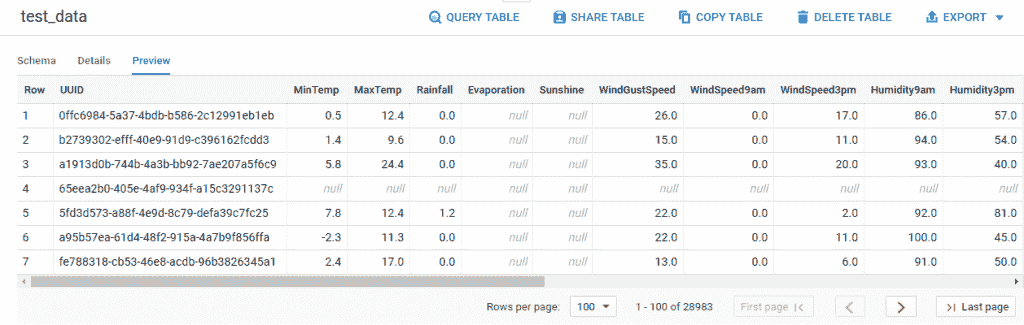 test_data QUERY TABLE SHARE TABLE COPY TABLE DELETE TABLE EXPORT
Schema Details Preview
Row UUID MinTemp MaxTemp Rainfall Evaporation Sunshine WindGustSpeed WindSpeed9am WindSpeed3pm Humidity9am Humidity3pm
1 0ffc6984-5a37-4bdb-b586-2c12991eb1eb 0.5 12.4 0.0 null null 26.0 0.0 17.0 86.0 57.0
2 b2739302-efff-40e9-91d9-c396162fcdd3 1.4 9.6 0.0 null null 15.0 0.0 11.0 94.0 54.0
3 a1913d0b-744b-4a3b-bb92-7ae207a5f6c9 5.8 24.4 0.0 null null 35.0 0.0 20.0 93.0 40.0
4 65eea2b0-405e-4af9-934f-a15c3291137c null null null null null null null null null null
5 5fd3d573-a88f-4e9d-8c79-defa39c7fc25 7.8 12.4 1.2 null null 22.0 0.0 2.0 92.0 81.0
6 a95b57ea-61d4-48f2-915a-4a7b9f856ffa -2.3 11.3 0.0 null null 22.0 0.0 11.0 100.0 45.0
7 fe788318-cb53-46e8-acdb-96b3826345a1 2.4 17.0 0.0 null null 13.0 0.0 6.0 91.0 50.0
Rows per page: 100 1 - 100 of 28983 First page Last page